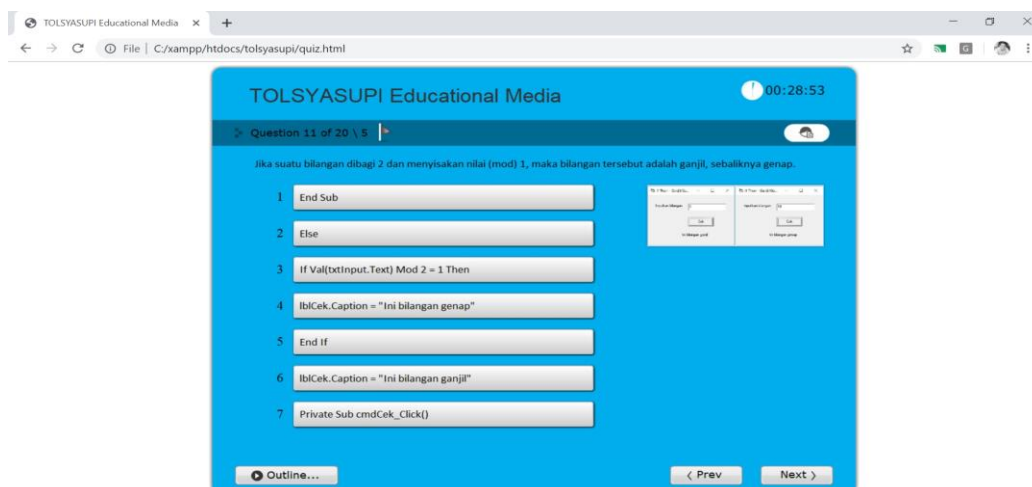 TOLSYASUPI Educational Media
File | C:/xampp/htdocs/tolsyasupi/quiz.html
TOLSYASUPI Educational Media
00:28:53
Question 11 of 20 \ 5
Jika suatu bilangan dibagi 2 dan menyisakan nilai (mod) 1, maka bilangan tersebut adalah ganjil, sebaliknya genap.
1 End Sub
2 Else
3 If Val(txtInput.Text) Mod 2 = 1 Then
4 lblCek.Caption = "Ini bilangan genap"
5 End If
6 lblCek.Caption = "Ini bilangan ganjil"
7 Private Sub cmdCek_Click()
Outline...
Prev
Next